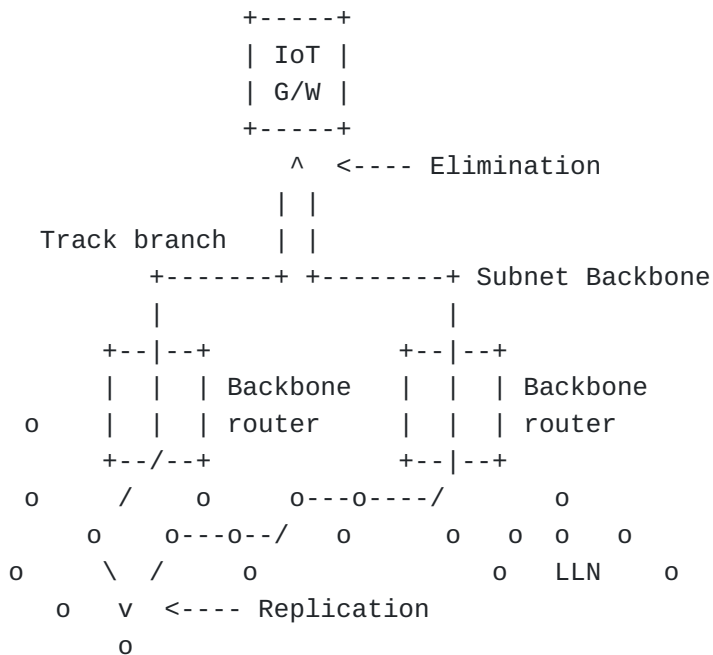 +-----+
                  | IoT |
                  | G/W |
                  +-----+
                     ^  <---- Elimination
                    | |
     Track branch   | |
            +-------+ +--------+ Subnet Backbone
            |                  |
         +--|--+            +--|--+
         |  |  | Backbone   |  |  | Backbone
    o    |  |  | router     |  |  | router
         +--/--+            +--|--+
    o     /    o     o---o----/       o
        o    o---o--/   o      o   o  o   o
   o     \  /     o               o   LLN    o
      o   v  <---- Replication
          o